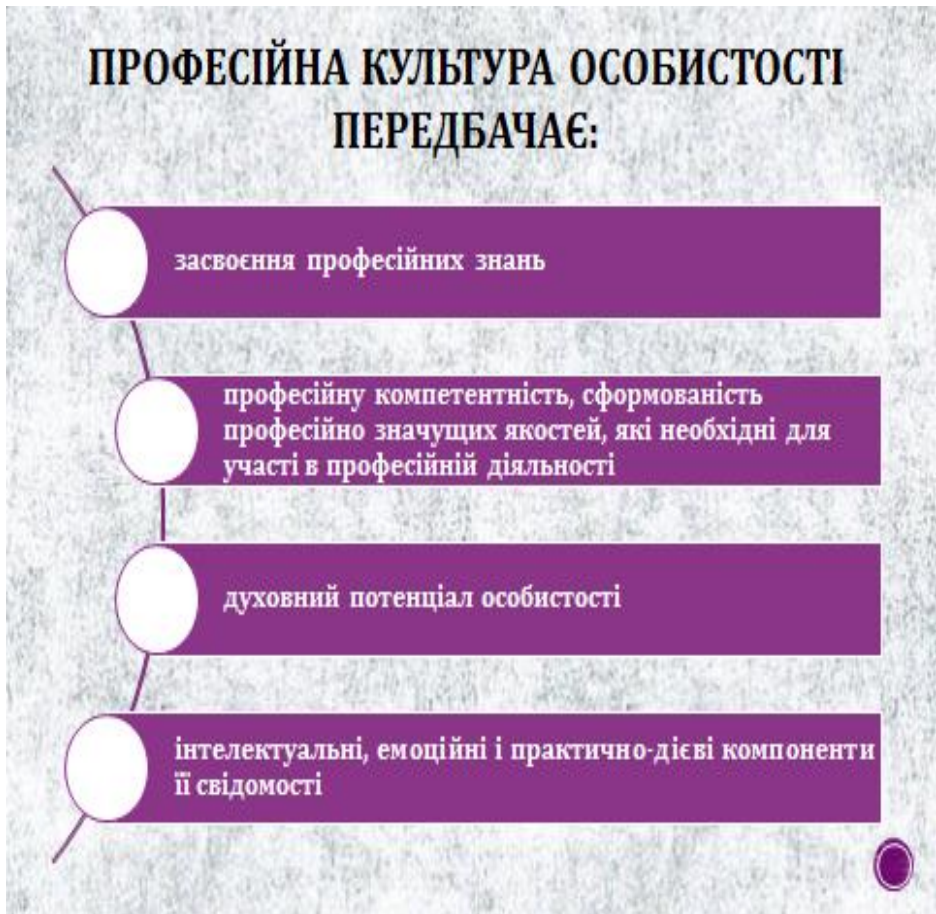 ПРОФЕСІЙНА КУЛЬТУРА ОСОБИСТОСТІ
ПЕРЕДБАЧАЄ:
засвоєння професійних знань
професійну компетентність, сформованість
професійно значущих якостей, які необхідні для
участі в професійній діяльності
духовний потенціал особистості
інтелектуальні, емоційні і практично-дієві компоненти
її свідомості